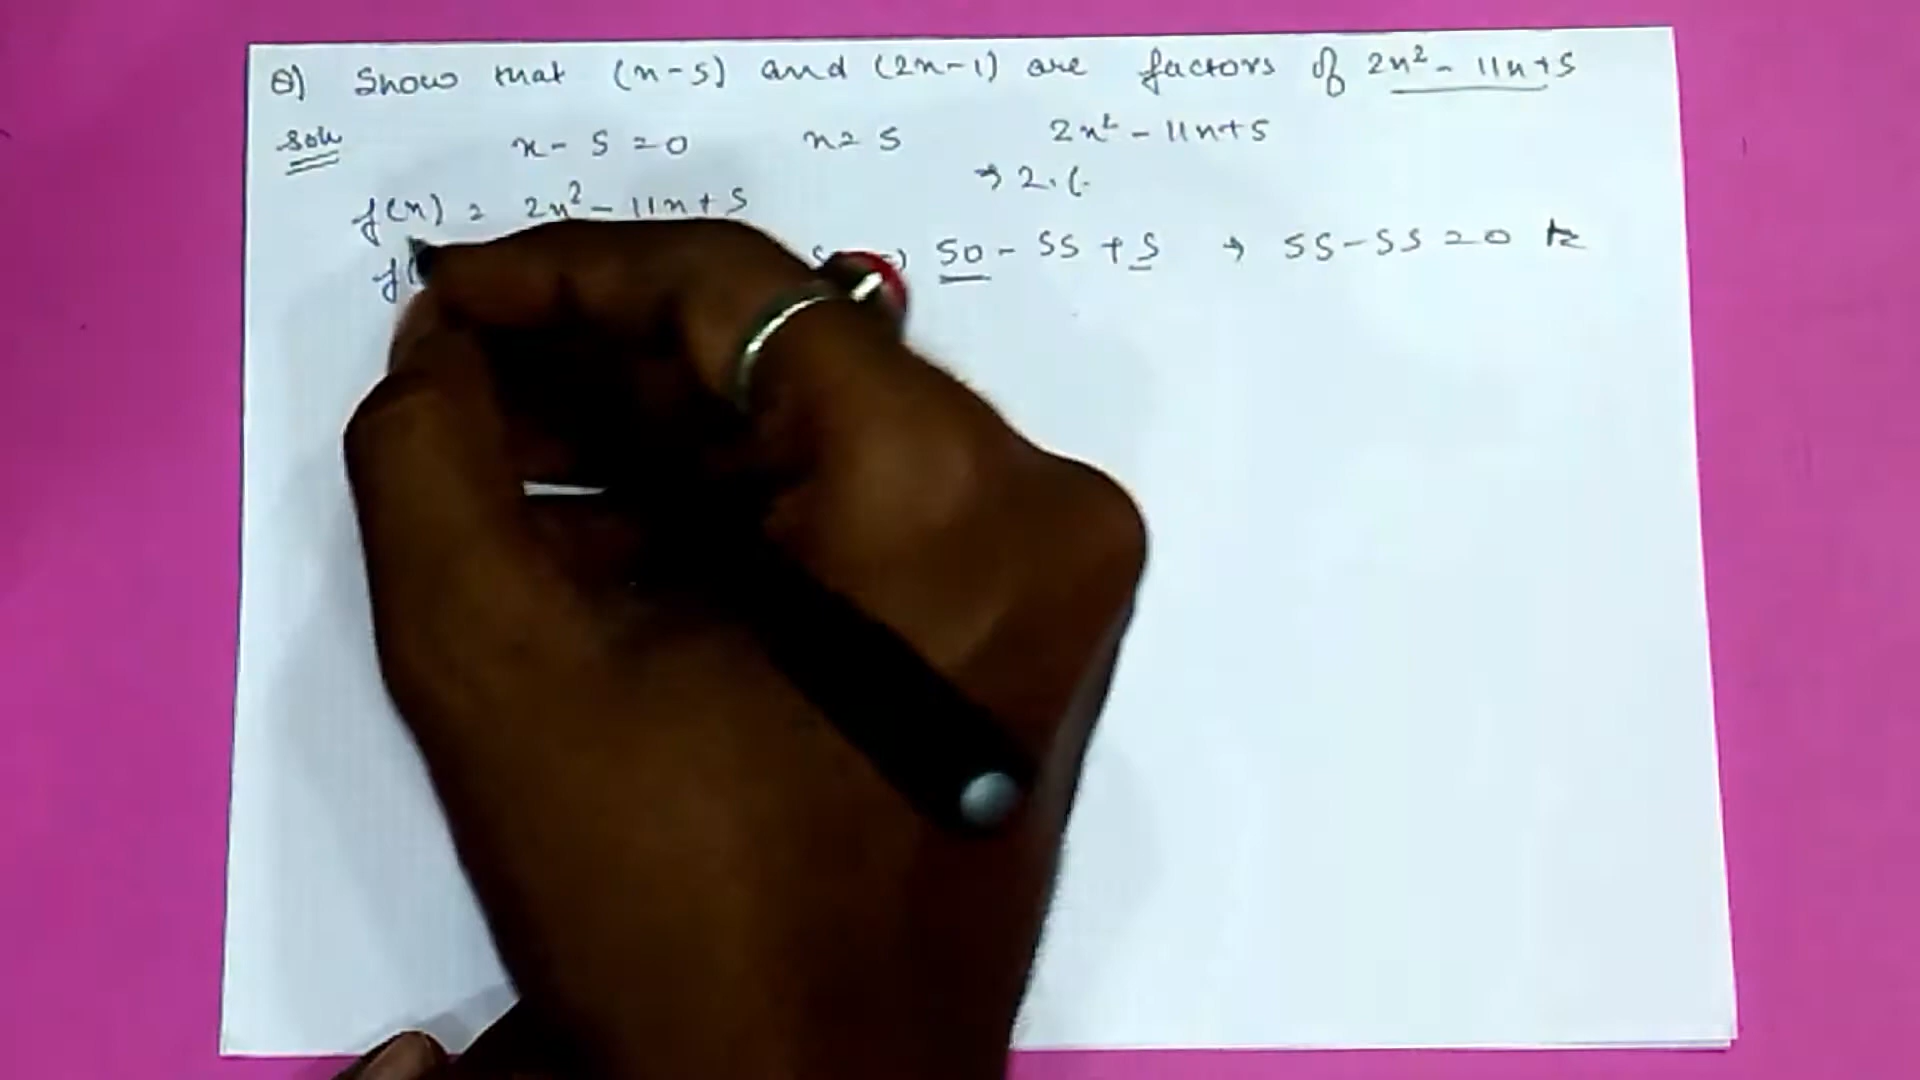 Q) Show that (x-5) and (2x-1) are factors of 2x² - 11x+5
Soln x - 5 = 0 x = 5 2x² - 11x+5
→ 2.(.
f(x) = 2x² - 11x + 5
f( 5 → 50 - 55 + 5 → 55 - 55 = 0